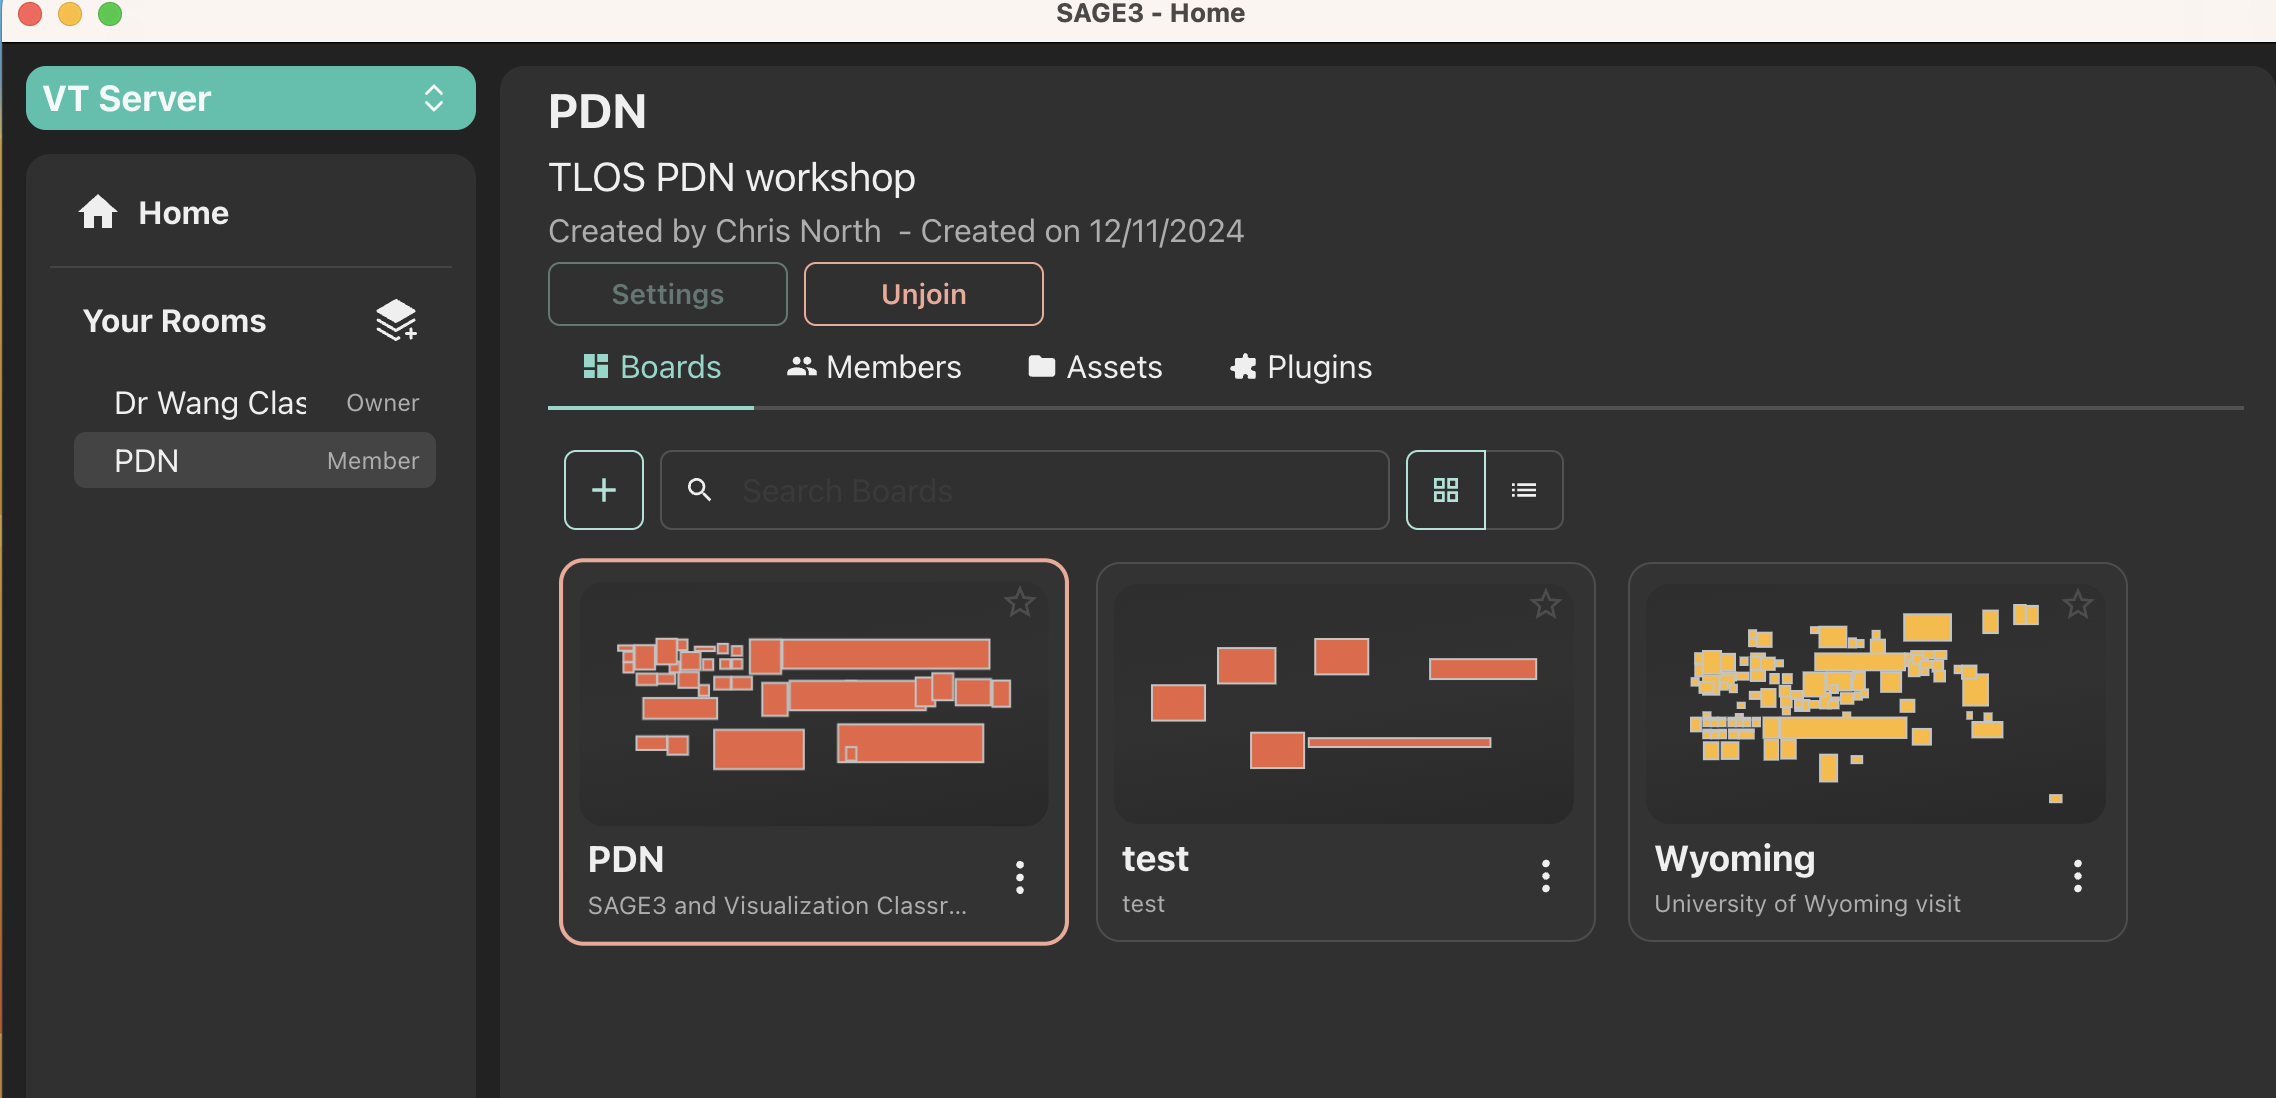 SAGE3 - Home
VT Server
Home
Your Rooms
Dr Wang Clas Owner
PDN Member
PDN
TLOS PDN workshop
Created by Chris North - Created on 12/11/2024
Settings Unjoin
Boards Members Assets Plugins
Search Boards
PDN
SAGE3 and Visualization Classr...
test
test
Wyoming
University of Wyoming visit